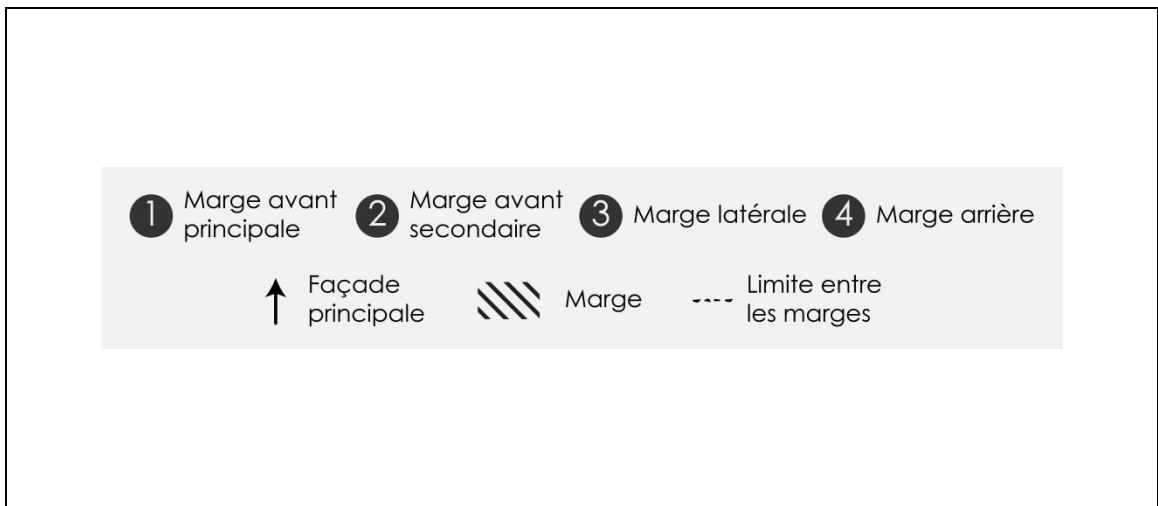 1 Marge avant principale
2 Marge avant secondaire
3 Marge latérale
4 Marge arrière
Façade principale
Marge
Limite entre les marges